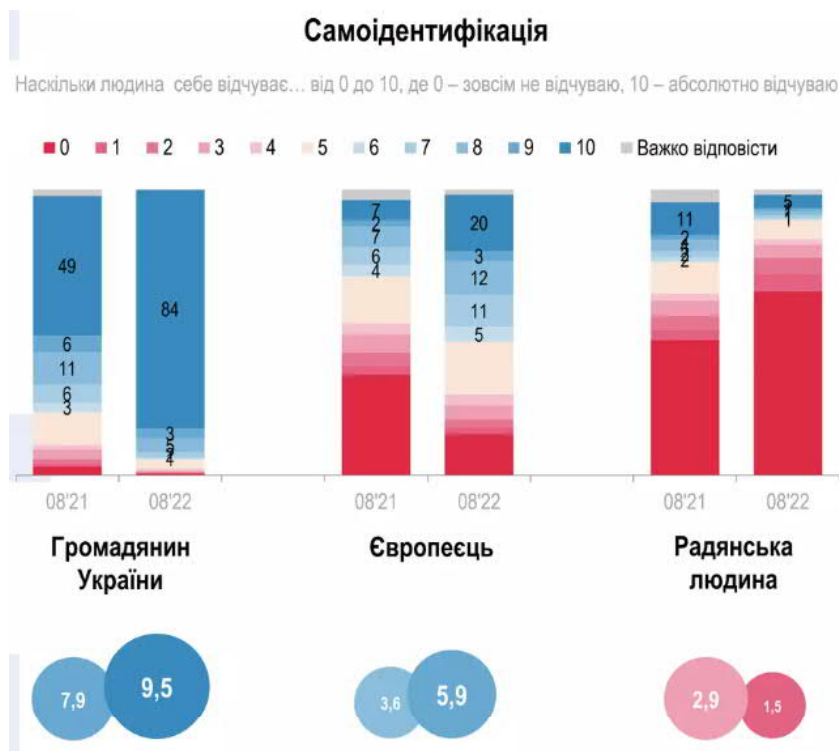 Самоідентифікація
Наскільки людина себе відчуває… від 0 до 10, де 0 – зовсім не відчуваю, 10 – абсолютно відчуваю
0 1 2 3 4 5 6 7 8 9 10 Важко відповісти
49
6
11
6
3
84
3
5
4
7
2
7
6
4
20
3
12
11
5
11
2
2
5
1
08'21 08'22 08'21 08'22 08'21 08'22
Громадянин
України
Європеєць
Радянська
людина
7,9 9,5 3,6 5,9 2,9 1,5